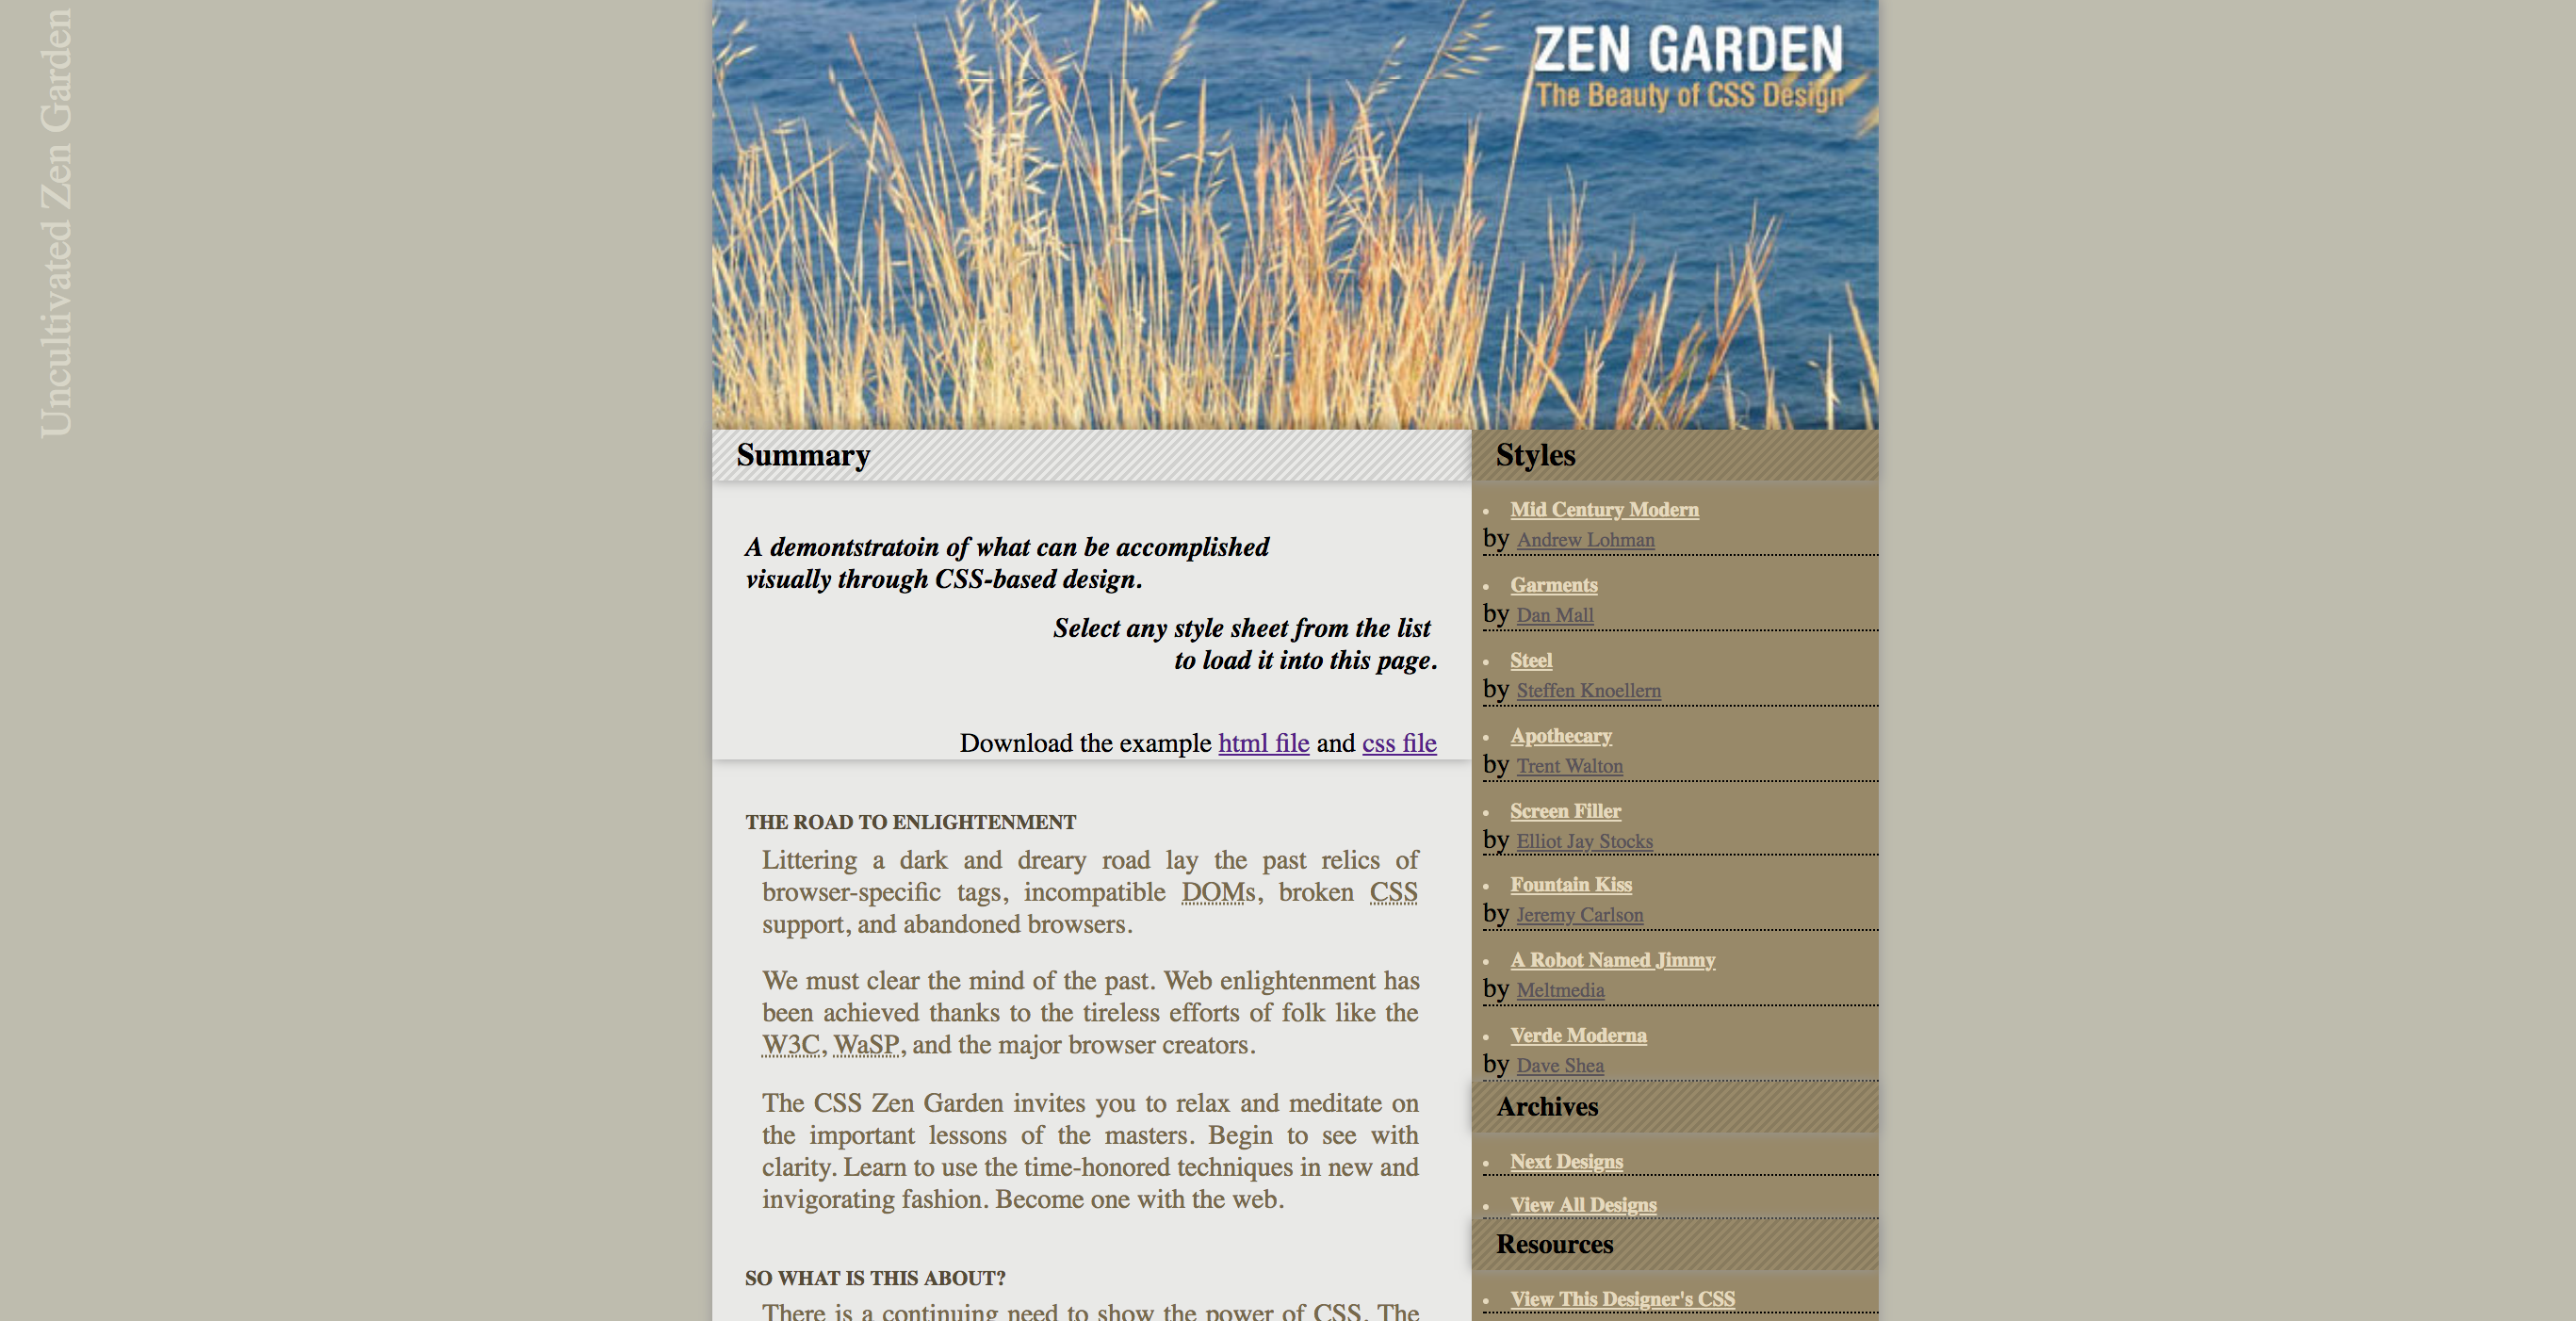 Uncultivated Zen Garden
ZEN GARDEN
The Beauty of CSS Design
Summary
A demontstratoin of what can be accomplished
visually through CSS-based design.
Select any style sheet from the list
to load it into this page.
Download the example html file and css file
THE ROAD TO ENLIGHTENMENT
Littering a dark and dreary road lay the past relics of
browser-specific tags, incompatible DOMs, broken CSS
support, and abandoned browsers.
We must clear the mind of the past. Web enlightenment has
been achieved thanks to the tireless efforts of folk like the
W3C, WaSP, and the major browser creators.
The CSS Zen Garden invites you to relax and meditate on
the important lessons of the masters. Begin to see with
clarity. Learn to use the time-honored techniques in new and
invigorating fashion. Become one with the web.
SO WHAT IS THIS ABOUT?
There is a continuing need to show the power of CSS. The
Styles
Mid Century Modern
by Andrew Lohman
Garments
by Dan Mall
Steel
by Steffen Knoellern
Apothecary
by Trent Walton
Screen Filler
by Elliot Jay Stocks
Fountain Kiss
by Jeremy Carlson
A Robot Named Jimmy
by Meltmedia
Verde Moderna
by Dave Shea
Archives
Next Designs
View All Designs
Resources
View This Designer's CSS